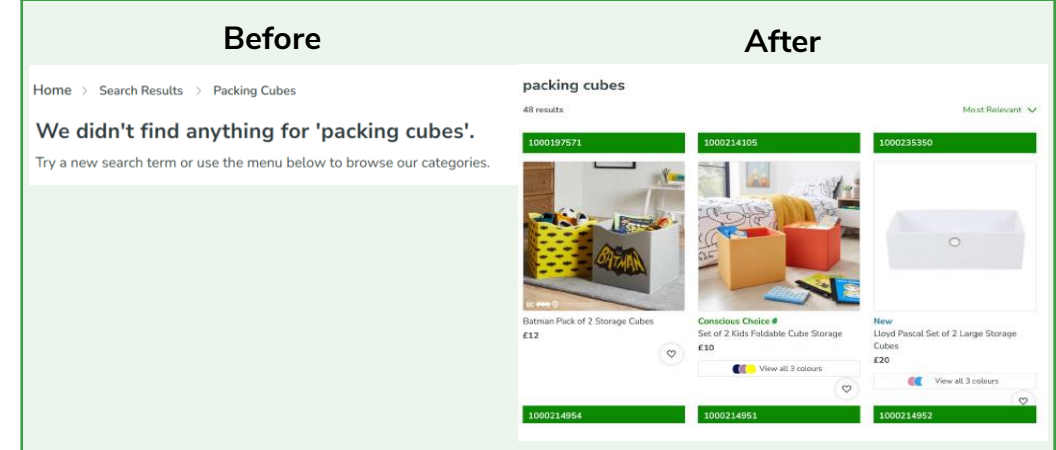 Before
Home > Search Results > Packing Cubes
We didn't find anything for 'packing cubes'.
Try a new search term or use the menu below to browse our categories.
After
packing cubes
48 results
Most Relevant
1000197571
BATMAN
Batman Pack of 2 Storage Cubes
£12
1000214105
Conscious Choice
Set of 2 Kids Foldable Cube Storage
£10
View all 3 colours
1000235350
New
Lloyd Pascal Set of 2 Large Storage
Cubes
£20
View all 3 colours
1000214954
1000214951
1000214952